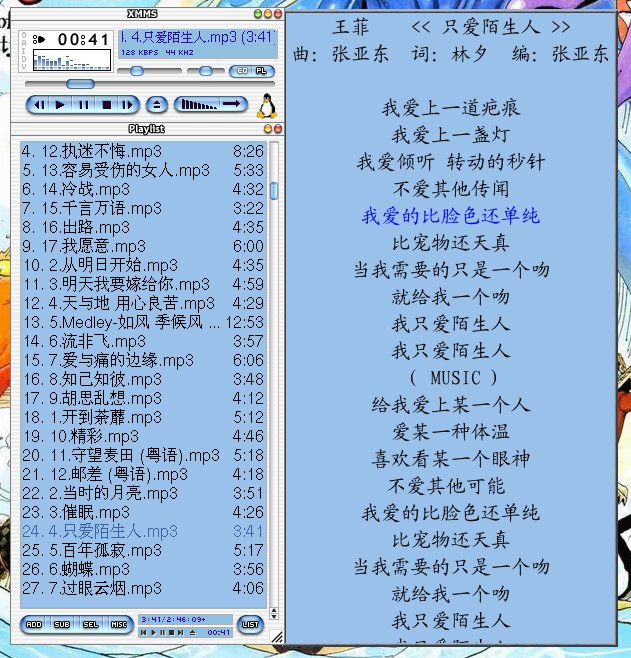 XMMS
00:41
4.只爱陌生人.mp3 (3:41)
128 KBPS 44 KHZ
EQ PL
Playlist
4. 12.执迷不悔.mp3 8:26
5. 13.容易受伤的女人.mp3 5:33
6. 14.冷战.mp3 4:32
7. 15.千言万语.mp3 3:22
8. 16.出路.mp3 4:35
9. 17.我愿意.mp3 6:00
10. 2.从明日开始.mp3 4:35
11. 3.明天我要嫁给你.mp3 4:59
12. 4.天与地 用心良苦.mp3 4:29
13. 5.Medley-如风 季候风 ... 12:53
14. 6.流非飞.mp3 3:57
15. 7.爱与痛的边缘.mp3 6:06
16. 8.知己知彼.mp3 3:48
17. 9.胡思乱想.mp3 4:12
18. 1.开到荼蘼.mp3 5:12
19. 10.精彩.mp3 4:46
20. 11.守望麦田 (粤语).mp3 5:18
21. 12.邮差 (粤语).mp3 4:18
22. 2.当时的月亮.mp3 3:51
23. 3.催眠.mp3 4:26
24. 4.只爱陌生人.mp3 3:41
25. 5.百年孤寂.mp3 5:17
26. 6.蝴蝶.mp3 3:56
27. 7.过眼云烟.mp3 4:06
ADD SUB SEL MISC
3:41/2:46:09+
00:41
LIST
王菲 << 只爱陌生人 >>
曲: 张亚东 词: 林夕 编: 张亚东
我爱上一道疤痕
我爱上一盏灯
我爱倾听 转动的秒针
不爱其他传闻
我爱的比脸色还单纯
比宠物还天真
当我需要的只是一个吻
就给我一个吻
我只爱陌生人
我只爱陌生人
( MUSIC )
给我爱上某一个人
爱某一种体温
喜欢看某一个眼神
不爱其他可能
我爱的比脸色还单纯
比宠物还天真
当我需要的只是一个吻
就给我一个吻
我只爱陌生人
我只爱陌生人